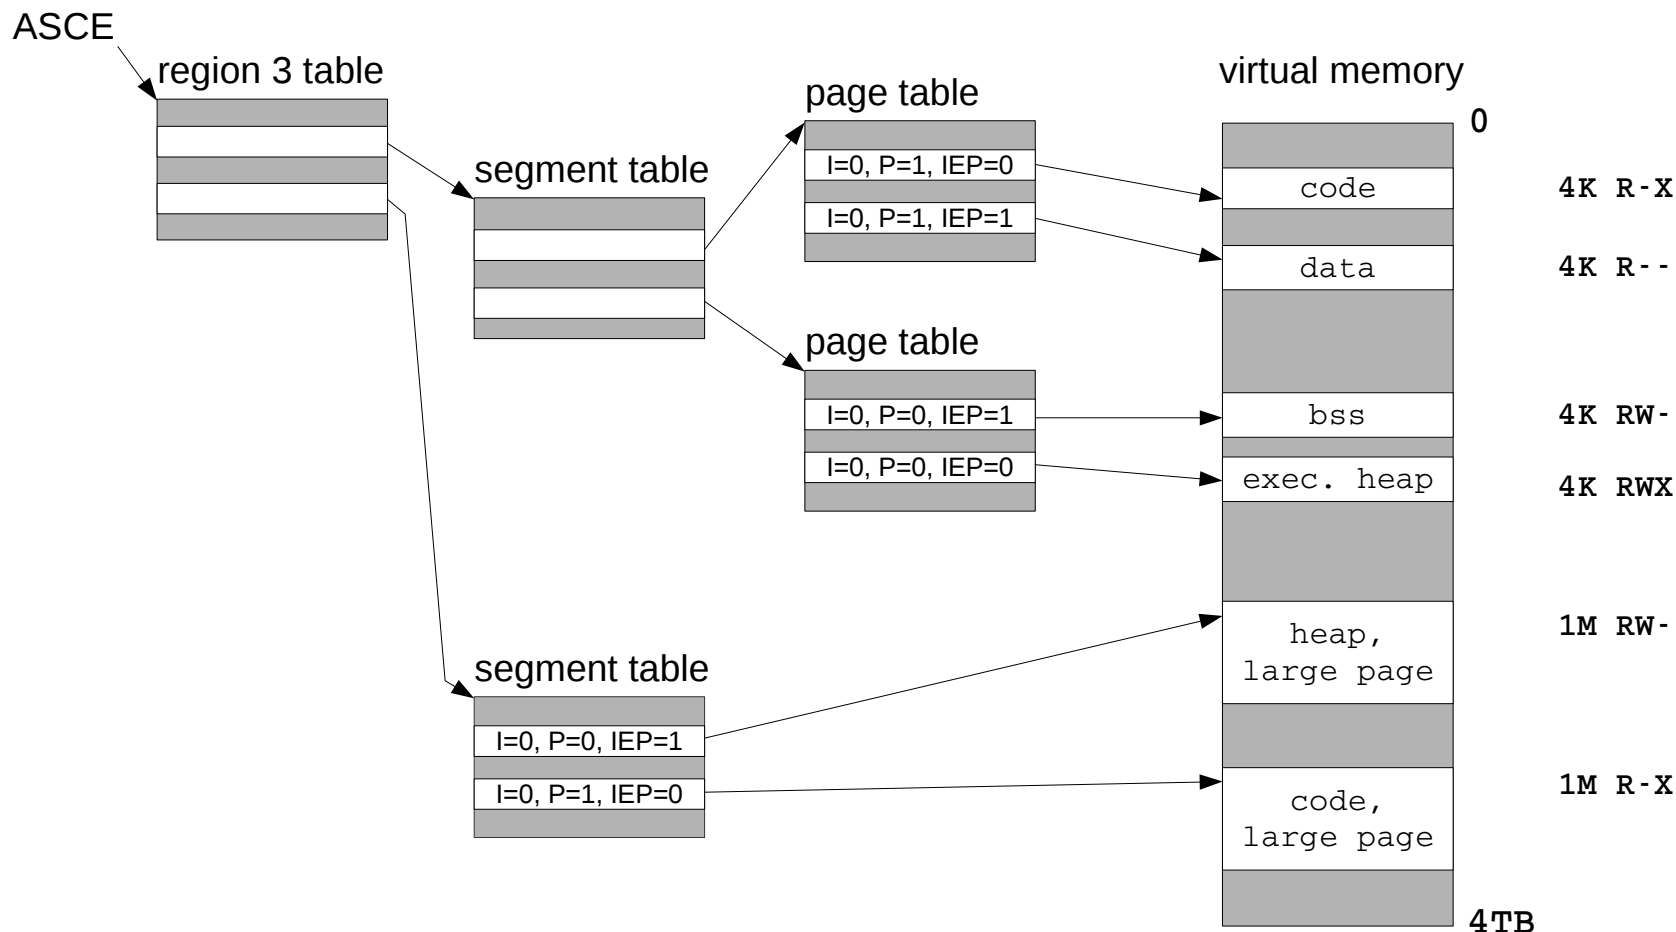 ASCE
region 3 table
segment table
page table
I=0, P=1, IEP=0
I=0, P=1, IEP=1
page table
I=0, P=0, IEP=1
I=0, P=0, IEP=0
segment table
I=0, P=0, IEP=1
I=0, P=1, IEP=0
virtual memory
0
code
4K R-X
data
4K R--
bss
4K RW-
exec. heap
4K RWX
heap,
large page
1M RW-
code,
large page
1M R-X
4TB